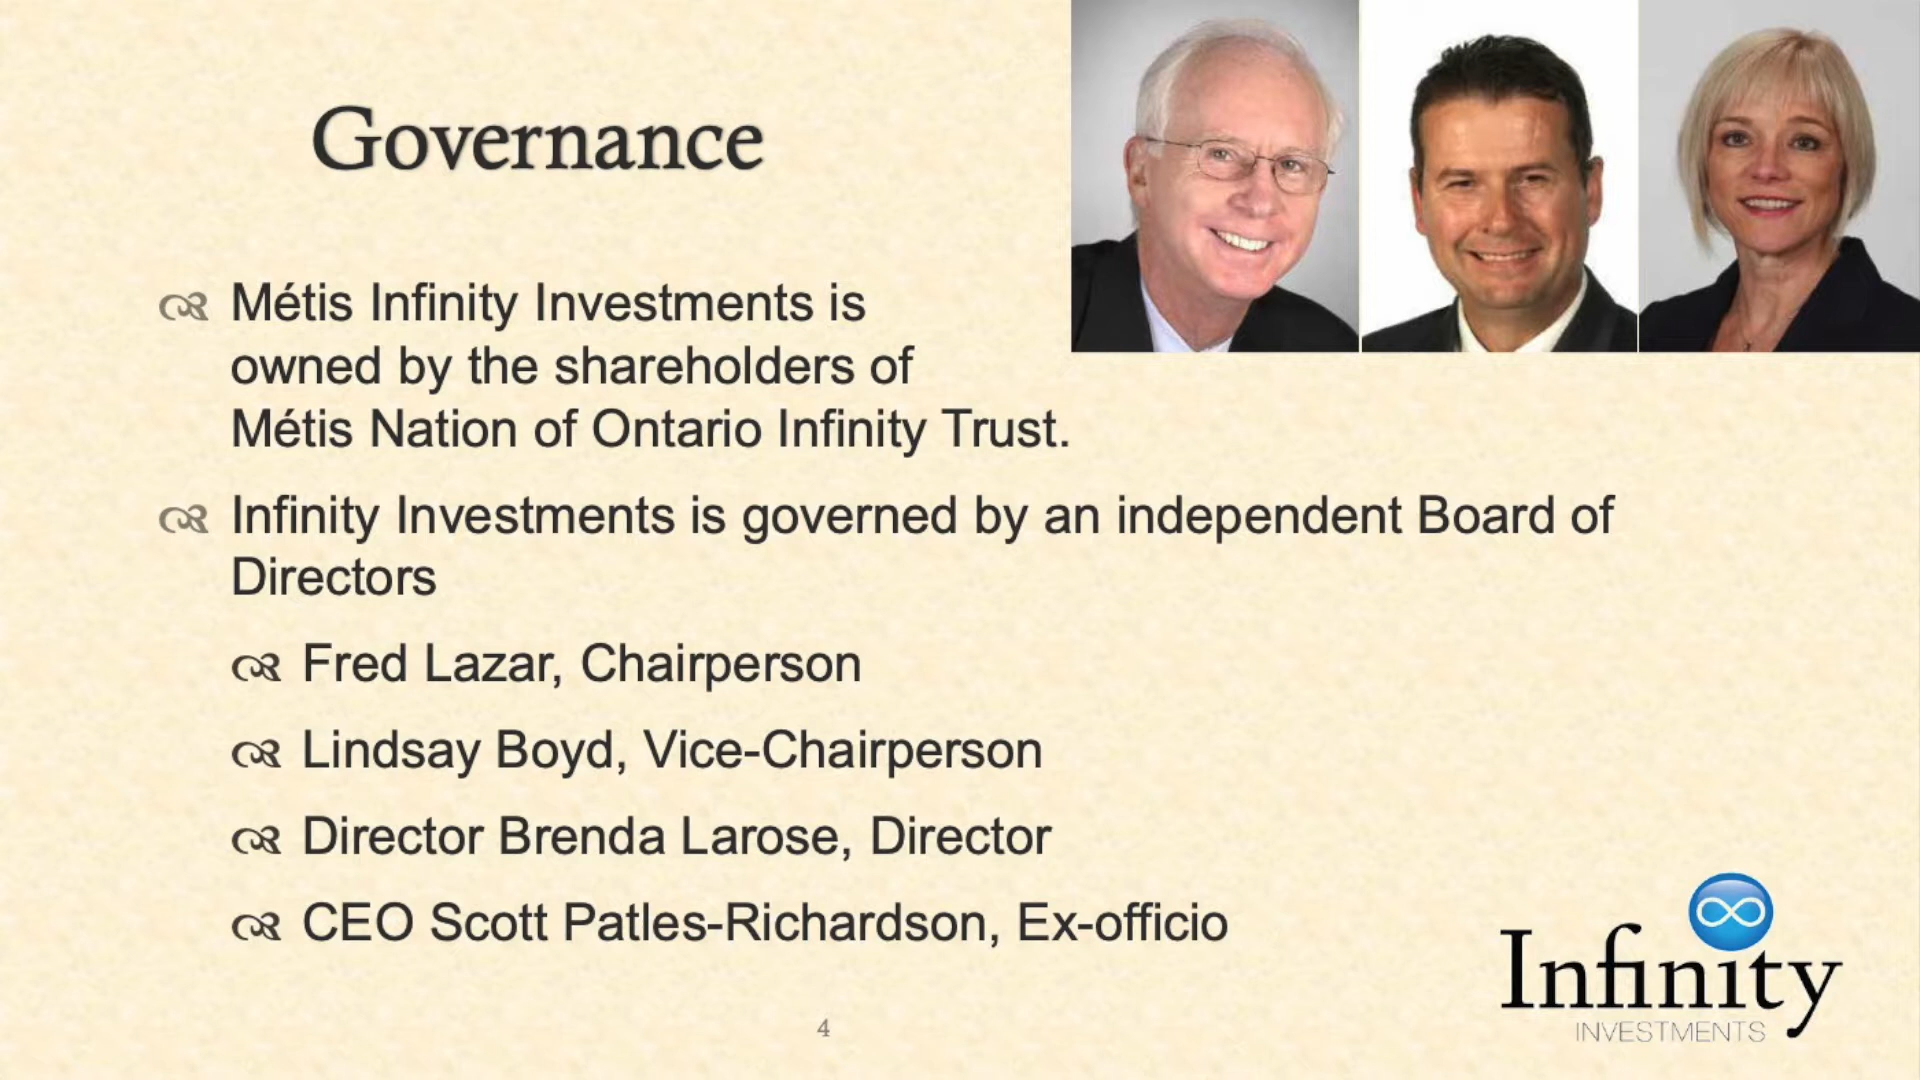 Governance
Métis Infinity Investments is
owned by the shareholders of
Métis Nation of Ontario Infinity Trust.
Infinity Investments is governed by an independent Board of
Directors
Fred Lazar, Chairperson
Lindsay Boyd, Vice-Chairperson
Director Brenda Larose, Director
CEO Scott Patles-Richardson, Ex-officio
4
Infinity
INVESTMENTS